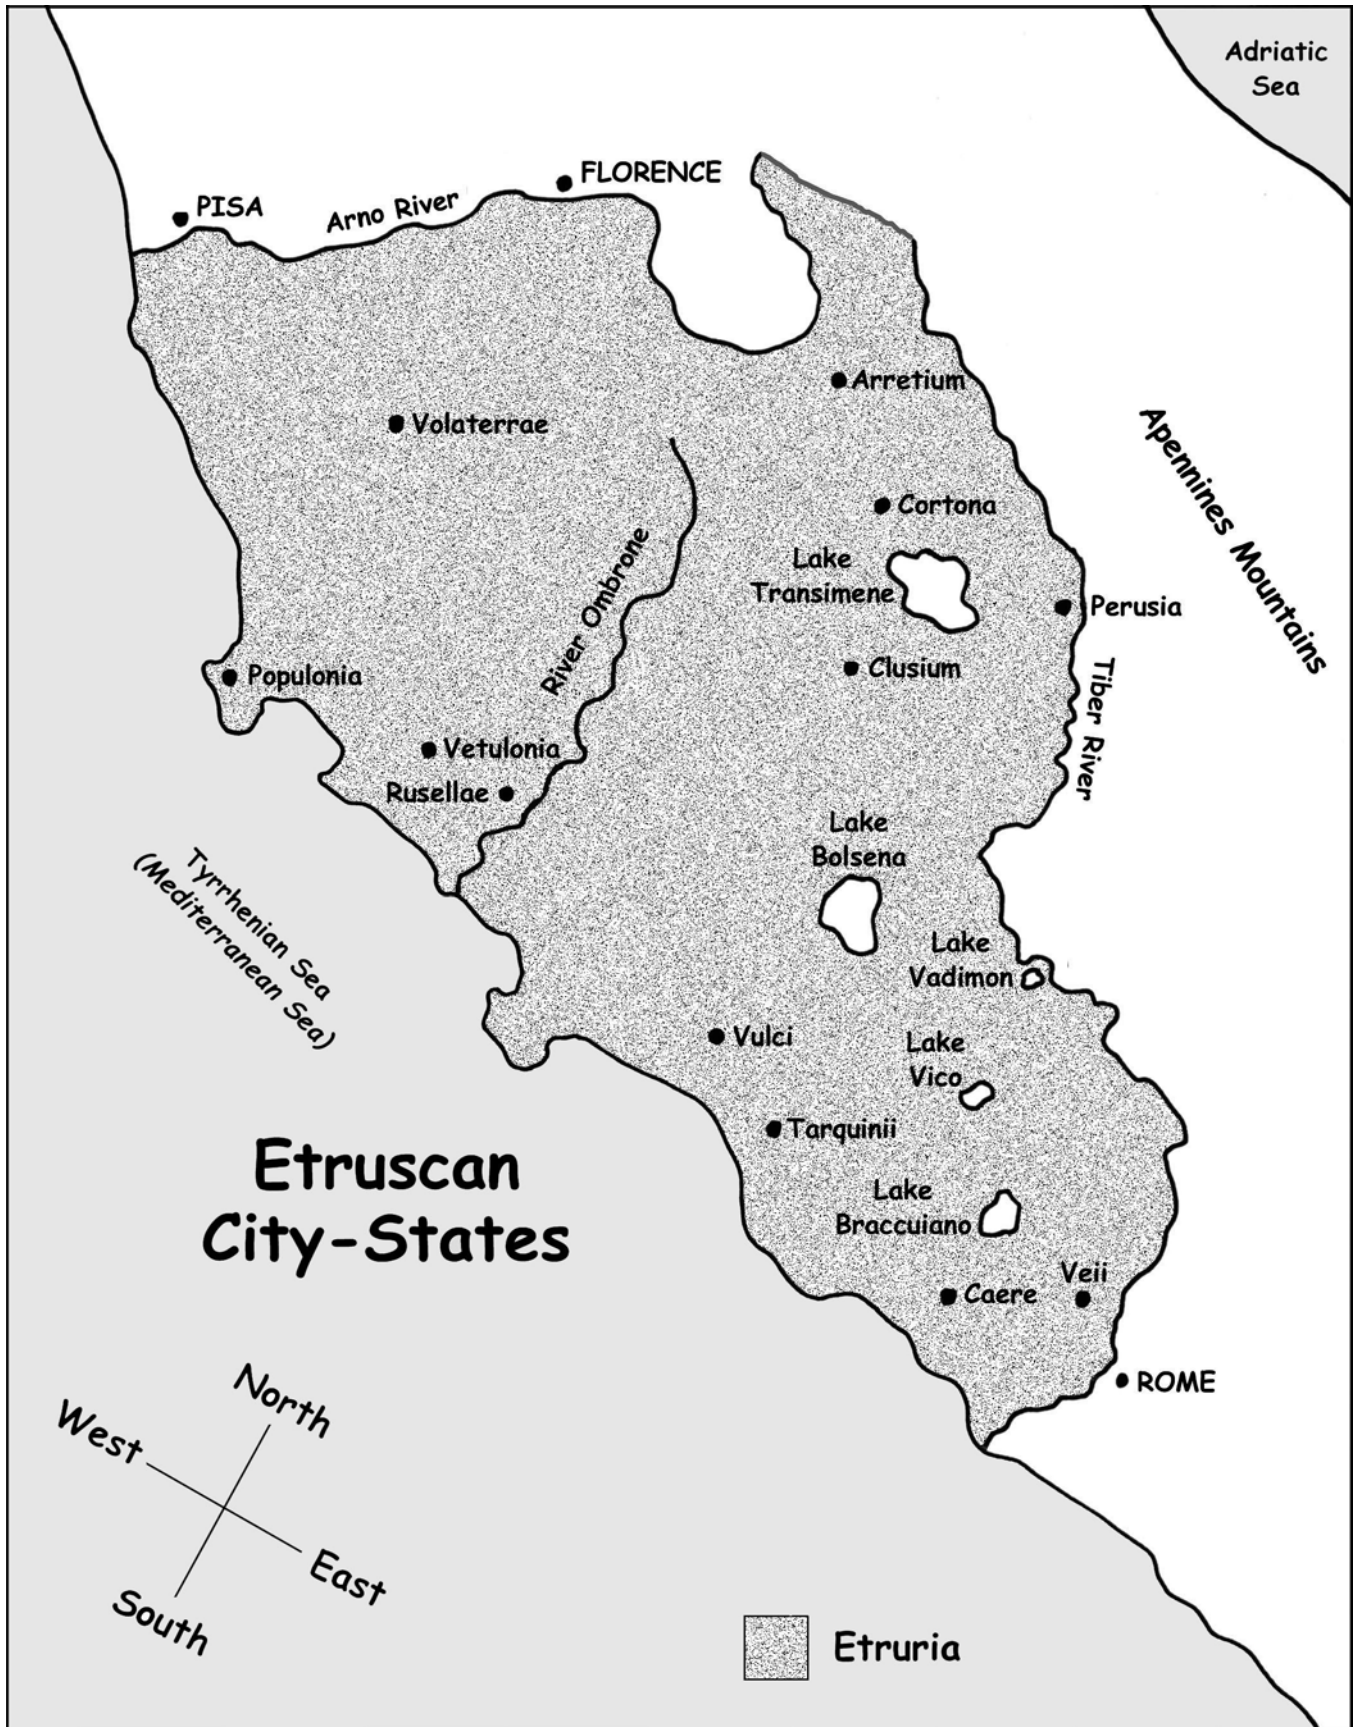 Adriatic
Sea
FLORENCE
PISA
Arno River
Arretium
Volaterrae
Apennines Mountains
Cortona
Lake
Transimene
River Ombrone
Perusia
Clusium
Populonia
Tiber River
Vetulonia
Rusellae
Lake
Bolsena
Tyrrhenian Sea
(Mediterranean Sea)
Lake
Vadimon
Vulci
Lake
Vico
Tarquinii
Etruscan
City-States
Lake
Braccuiano
Veii
Caere
ROME
North
West
East
South
Etruria